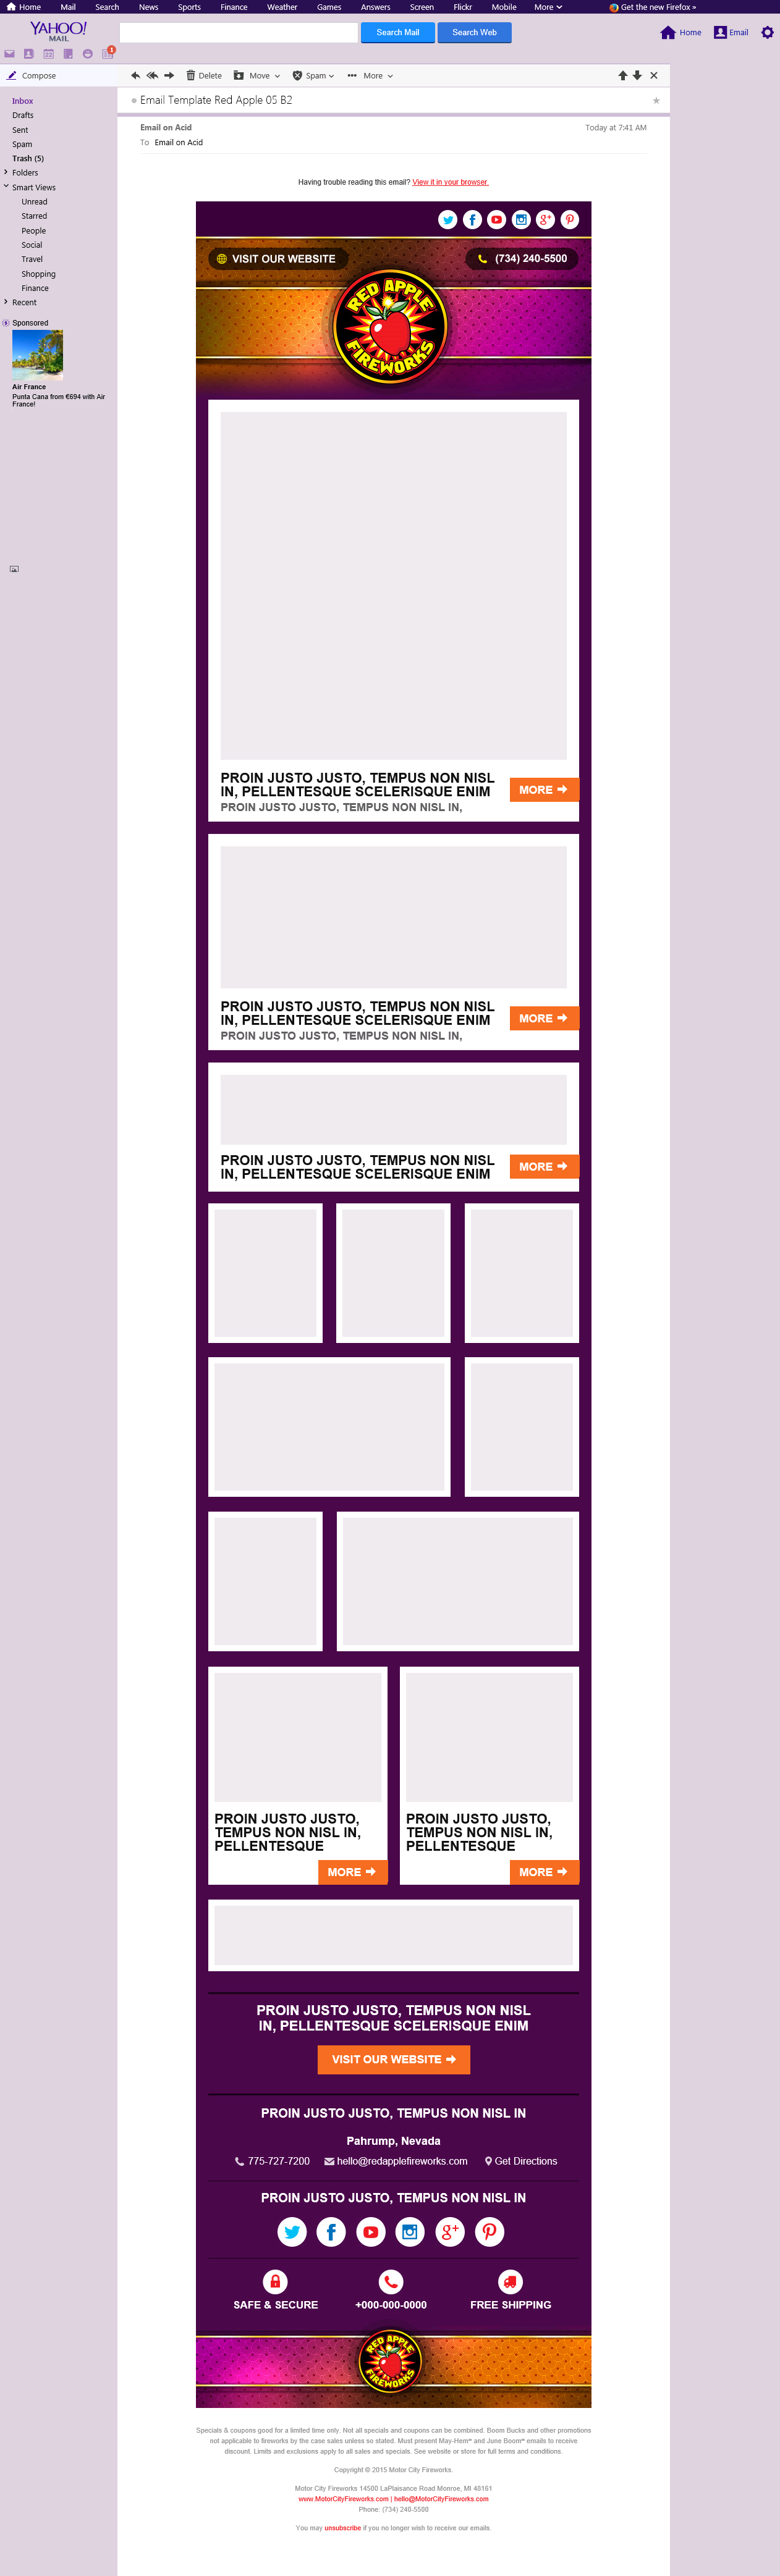 Home Mail Search News Sports Finance Weather Games Answers Screen Flickr Mobile More Get the new Firefox »
YAHOO!
MAIL
Search Mail
Search Web
Home
Email
1
Compose
Delete Move Spam More
Email Template Red Apple 05 B2
Inbox
Drafts
Sent
Spam
Trash (5)
Folders
Smart Views
Unread
Starred
People
Social
Travel
Shopping
Finance
Recent
Sponsored
Air France
Punta Cana from €694 with Air
France!
Email on Acid
Today at 7:41 AM
To Email on Acid
Having trouble reading this email? View it in your browser.
VISIT OUR WEBSITE
(734) 240-5500
RED APPLE
FIREWORKS
PROIN JUSTO JUSTO, TEMPUS NON NISL
IN, PELLENTESQUE SCELERISQUE ENIM
PROIN JUSTO JUSTO, TEMPUS NON NISL IN,
MORE
PROIN JUSTO JUSTO, TEMPUS NON NISL
IN, PELLENTESQUE SCELERISQUE ENIM
PROIN JUSTO JUSTO, TEMPUS NON NISL IN,
MORE
PROIN JUSTO JUSTO, TEMPUS NON NISL
IN, PELLENTESQUE SCELERISQUE ENIM
MORE
PROIN JUSTO JUSTO,
TEMPUS NON NISL IN,
PELLENTESQUE
MORE
PROIN JUSTO JUSTO,
TEMPUS NON NISL IN,
PELLENTESQUE
MORE
PROIN JUSTO JUSTO, TEMPUS NON NISL
IN, PELLENTESQUE SCELERISQUE ENIM
VISIT OUR WEBSITE
PROIN JUSTO JUSTO, TEMPUS NON NISL IN
Pahrump, Nevada
775-727-7200 hello@redapplefireworks.com Get Directions
PROIN JUSTO JUSTO, TEMPUS NON NISL IN
SAFE & SECURE
+000-000-0000
FREE SHIPPING
RED APPLE
FIREWORKS
Specials & coupons good for a limited time only. Not all specials and coupons can be combined. Boom Bucks and other promotions
not applicable to fireworks by the case sales unless so stated. Must present May-Hem℠ and June Boom℠ emails to receive
discount. Limits and exclusions apply to all sales and specials. See website or store for full terms and conditions.
Copyright © 2015 Motor City Fireworks.
Motor City Fireworks 14580 LaPlaisance Road Monroe, MI 48161
www.MotorCityFireworks.com | hello@MotorCityFireworks.com
Phone: (734) 240-5500
You may unsubscribe if you no longer wish to receive our emails.